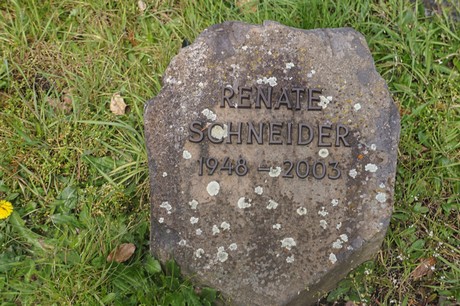 RENATE
SCHNEIDER
1948 - 2003